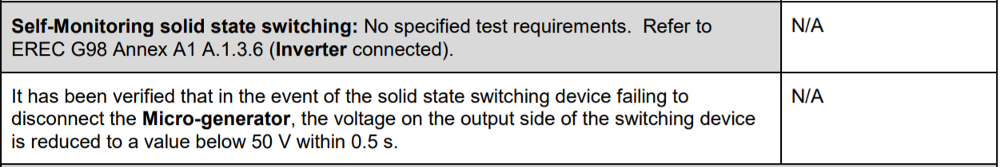 Self-Monitoring solid state switching: No specified test requirements.  Refer to
EREC G98 Annex A1 A.1.3.6 (Inverter connected).
N/A
It has been verified that in the event of the solid state switching device failing to
disconnect the Micro-generator, the voltage on the output side of the switching device
is reduced to a value below 50 V within 0.5 s.
N/A